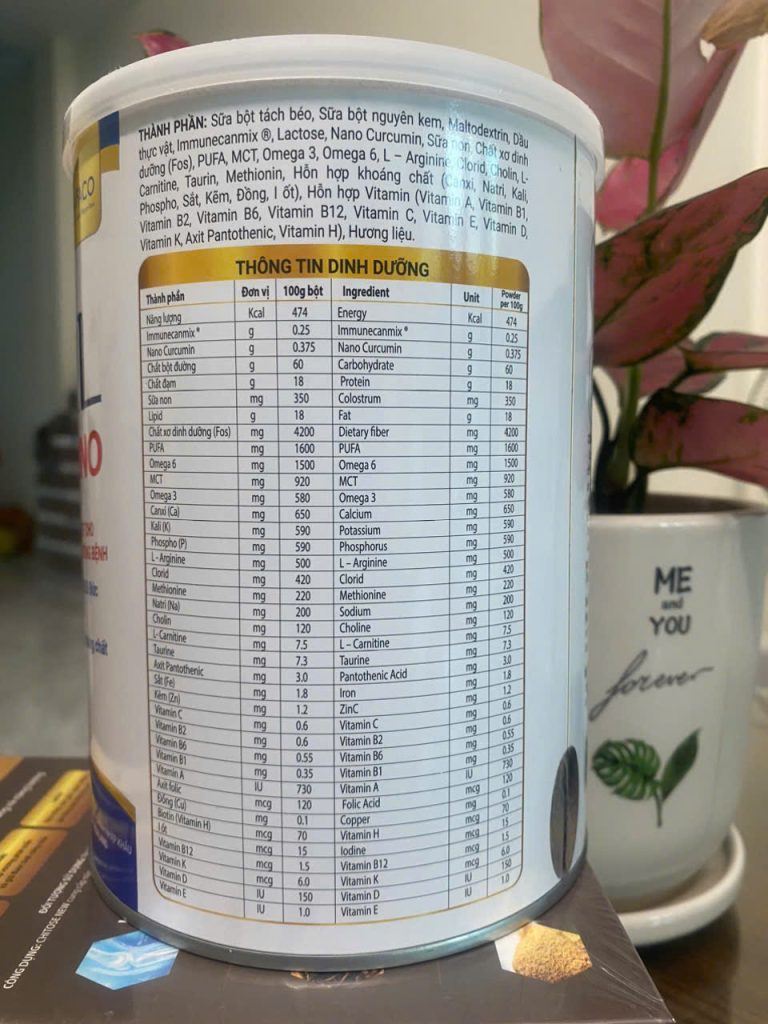 THÀNH PHẦN: Sữa bột tách béo, Sữa bột nguyên kem, Maltodextrin, Dầu
thực vật, Immunecanmix ®, Lactose, Nano Curcumin, Sữa non, Chất xơ dinh
dưỡng (Fos), PUFA, MCT, Omega 3, Omega 6, L – Arginine, Clorid, Cholin, L-
Carnitine, Taurin, Methionin, Hỗn hợp khoáng chất (Canxi, Natri, Kali,
Phospho, Sắt, Kẽm, Đồng, I ốt), Hỗn hợp Vitamin (Vitamin A, Vitamin B1,
Vitamin B2, Vitamin B6, Vitamin B12, Vitamin C, Vitamin E, Vitamin D,
Vitamin K, Axit Pantothenic, Vitamin H), Hương liệu.
THÔNG TIN DINH DƯỠNG
Thành phần Đơn vị 100g bột Ingredient Unit Powder per 100g
Năng lượng Kcal 474 Energy Kcal 474
Immunecanmix ® g 0.25 Immunecanmix ® g 0.25
Nano Curcumin g 0.375 Nano Curcumin g 0.375
Chất bột đường g 60 Carbohydrate g 60
Chất đạm g 18 Protein g 18
Sữa non mg 350 Colostrum mg 350
Lipid g 18 Fat g 18
Chất xơ dinh dưỡng (Fos) mg 4200 Dietary fiber mg 4200
PUFA mg 1600 PUFA mg 1600
Omega 6 mg 1500 Omega 6 mg 1500
MCT mg 920 MCT mg 920
Omega 3 mg 580 Omega 3 mg 580
Canxi (Ca) mg 650 Calcium mg 650
Kali (K) mg 590 Potassium mg 590
Phospho (P) mg 590 Phosphorus mg 590
L - Arginine mg 500 L – Arginine mg 500
Clorid mg 420 Clorid mg 420
Methionine mg 220 Methionine mg 220
Natri (Na) mg 200 Sodium mg 200
Cholin mg 120 Choline mg 120
L-Carnitine mg 7.5 L – Carnitine mg 7.5
Taurine mg 7.3 Taurine mg 7.3
Axit Pantothenic mg 3.0 Pantothenic Acid mg 3.0
Sắt (Fe) mg 1.8 Iron mg 1.8
Kẽm (Zn) mg 1.2 ZinC mg 1.2
Vitamin C mg 0.6 Vitamin C mg 0.6
Vitamin B2 mg 0.6 Vitamin B2 mg 0.6
Vitamin B6 mg 0.55 Vitamin B6 mg 0.55
Vitamin B1 mg 0.35 Vitamin B1 mg 0.35
Vitamin A IU 730 Vitamin A IU 730
Axit folic mcg 120 Folic Acid mcg 120
Đồng (Cu) mg 0.1 Copper mg 0.1
Biotin (Vitamin H) mcg 70 Vitamin H mcg 70
I ốt mcg 15 Iodine mcg 15
Vitamin B12 mcg 1.5 Vitamin B12 mcg 1.5
Vitamin K mcg 6.0 Vitamin K mcg 6.0
Vitamin D IU 150 Vitamin D IU 150
Vitamin E IU 1.0 Vitamin E IU 1.0
ME
and
YOU
forever
ĐỐI TƯỢNG SỬ DỤNG
CÔNG DỤNG: CHITOSE NEW